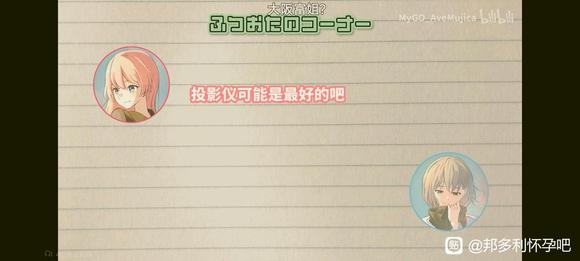 大阪高姐?
ふつおたのコーナー
MyGO_AveMujica bilibili
投影仪可能是最好的吧
贴 @邦多利怀孕吧